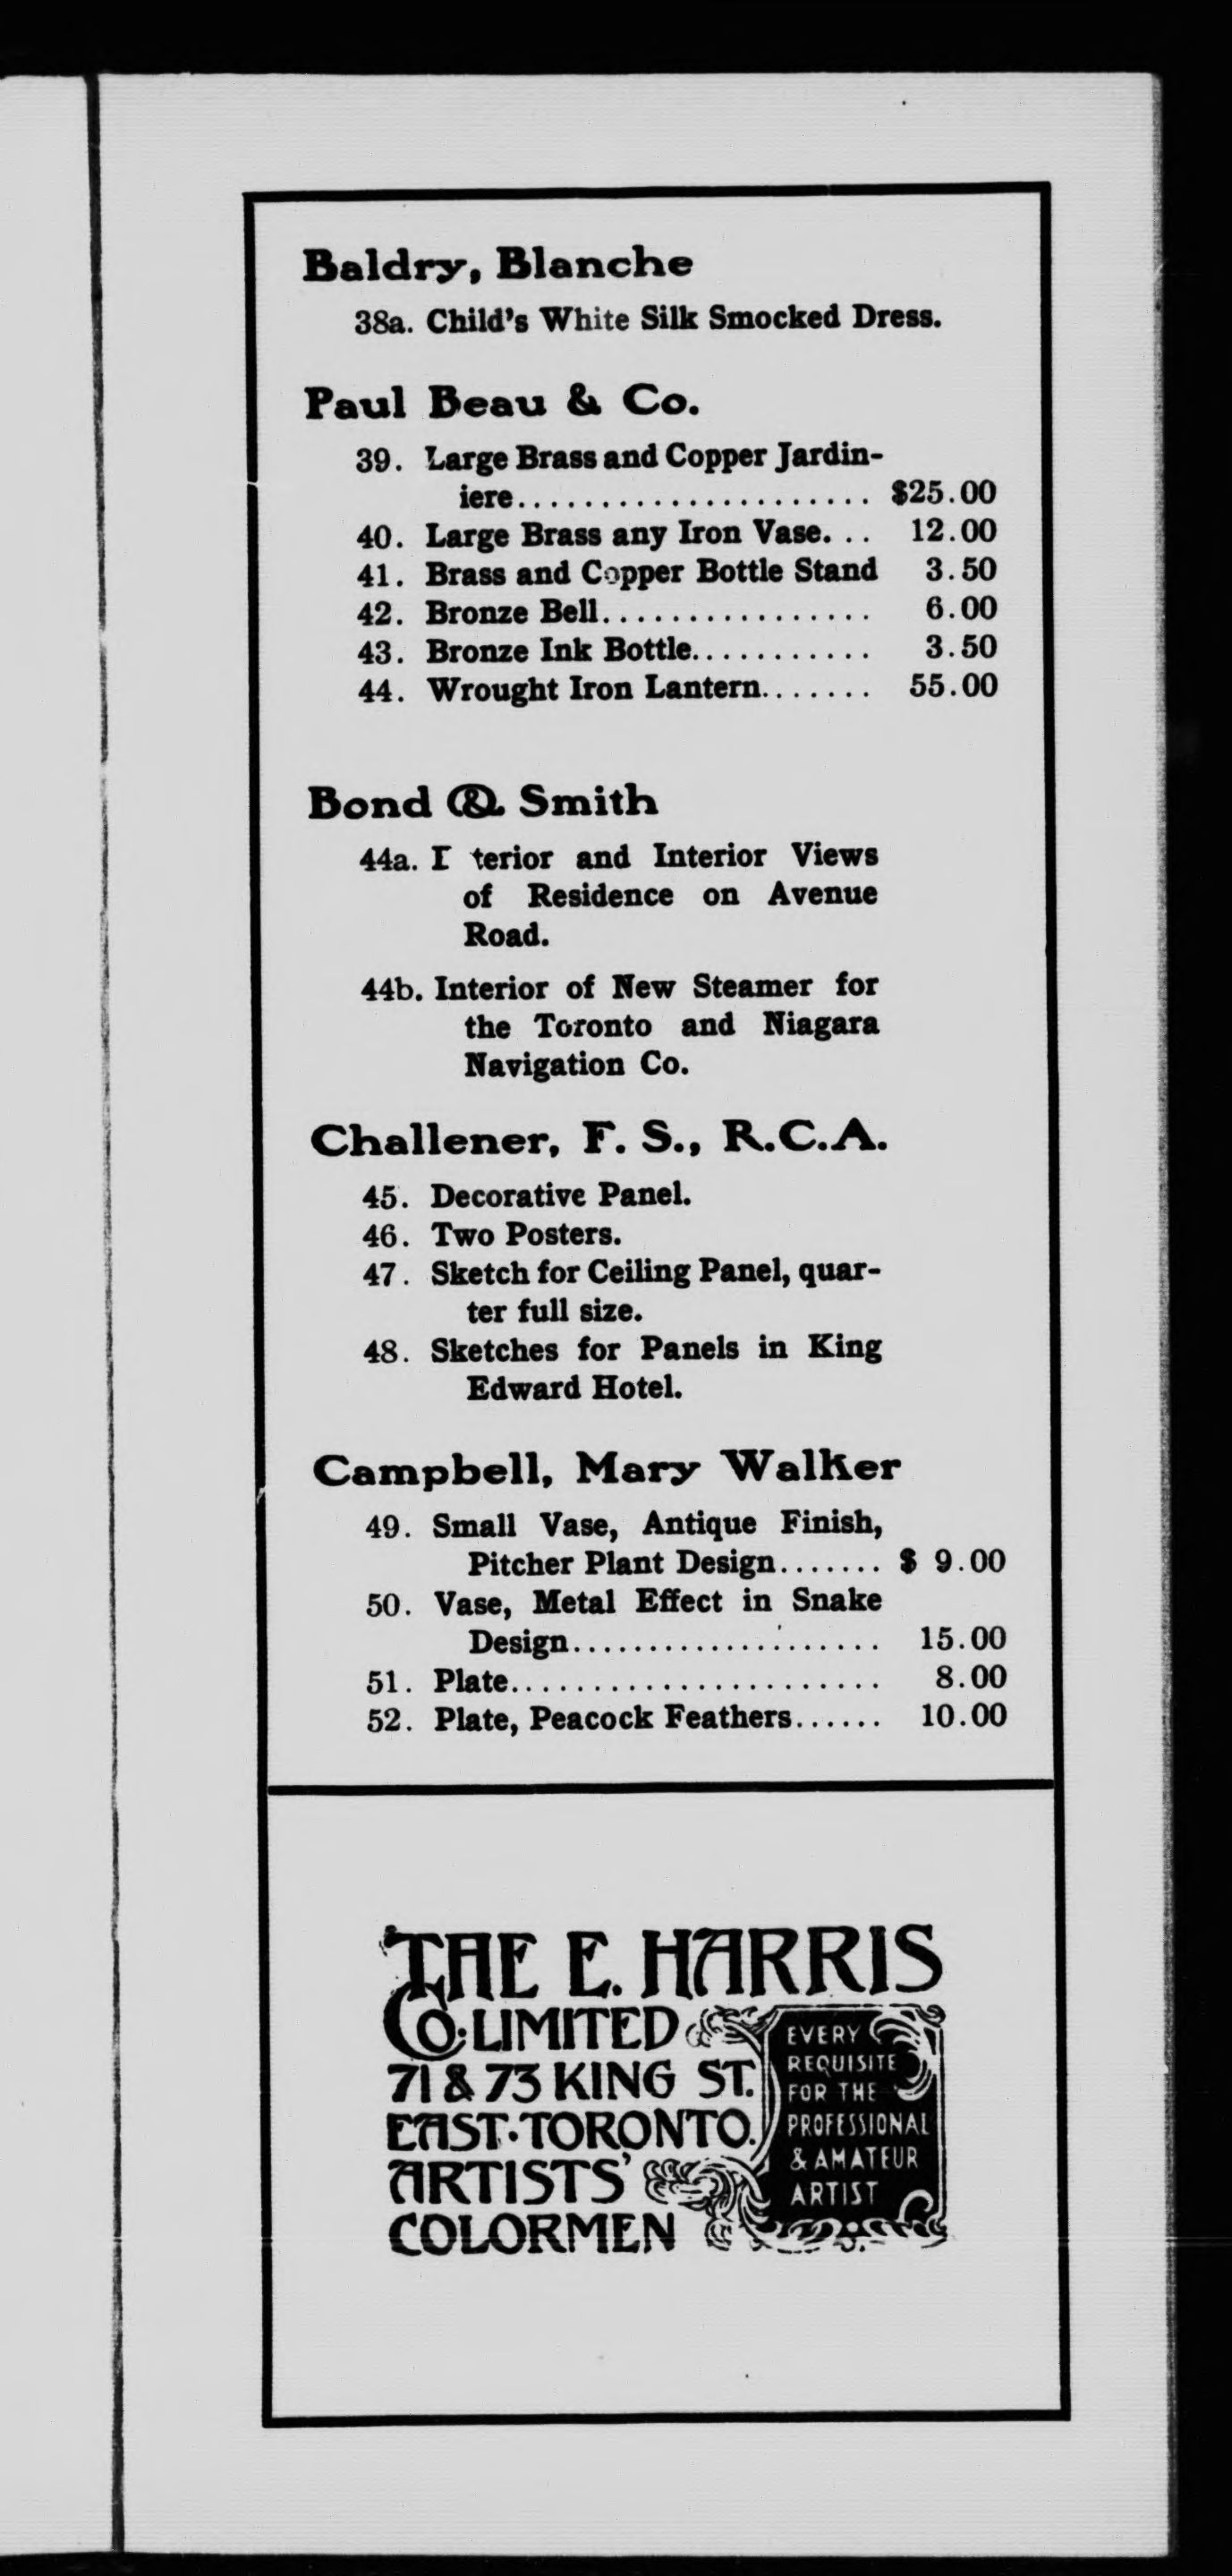 Baldry, Blanche
38a. Child's White Silk Smocked Dress.
Paul Beau & Co.
39. Large Brass and Copper Jardin-
iere...................... $25.00
40. Large Brass any Iron Vase... 12.00
41. Brass and Copper Bottle Stand 3.50
42. Bronze Bell................ 6.00
43. Bronze Ink Bottle........... 3.50
44. Wrought Iron Lantern....... 55.00
Bond & Smith
44a. and Interior Views
of Residence on Avenue
Road.
44b. Interior of New Steamer for
the Toronto and Niagara
Navigation Co.
Challener, F. S., R.C.A.
45. Decorative Panel.
46. Two Posters.
47. Sketch for Ceiling Panel, quar-
ter full size.
48. Sketches for Panels in King
Edward Hotel.
Campbell, Mary Walker
49. Small Vase, Antique Finish,
Pitcher Plant Design....... $ 9.00
50. Vase, Metal Effect in Snake
Design.................... 15.00
51. Plate....................... 8.00
52. Plate, Peacock Feathers...... 10.00
THE E. HARRIS
CO. LIMITED
71 & 73 KING ST.
EAST. TORONTO.
ARTISTS'
COLORMEN
EVERY
REQUISITE
FOR THE
PROFESSIONAL
& AMATEUR
ARTIST